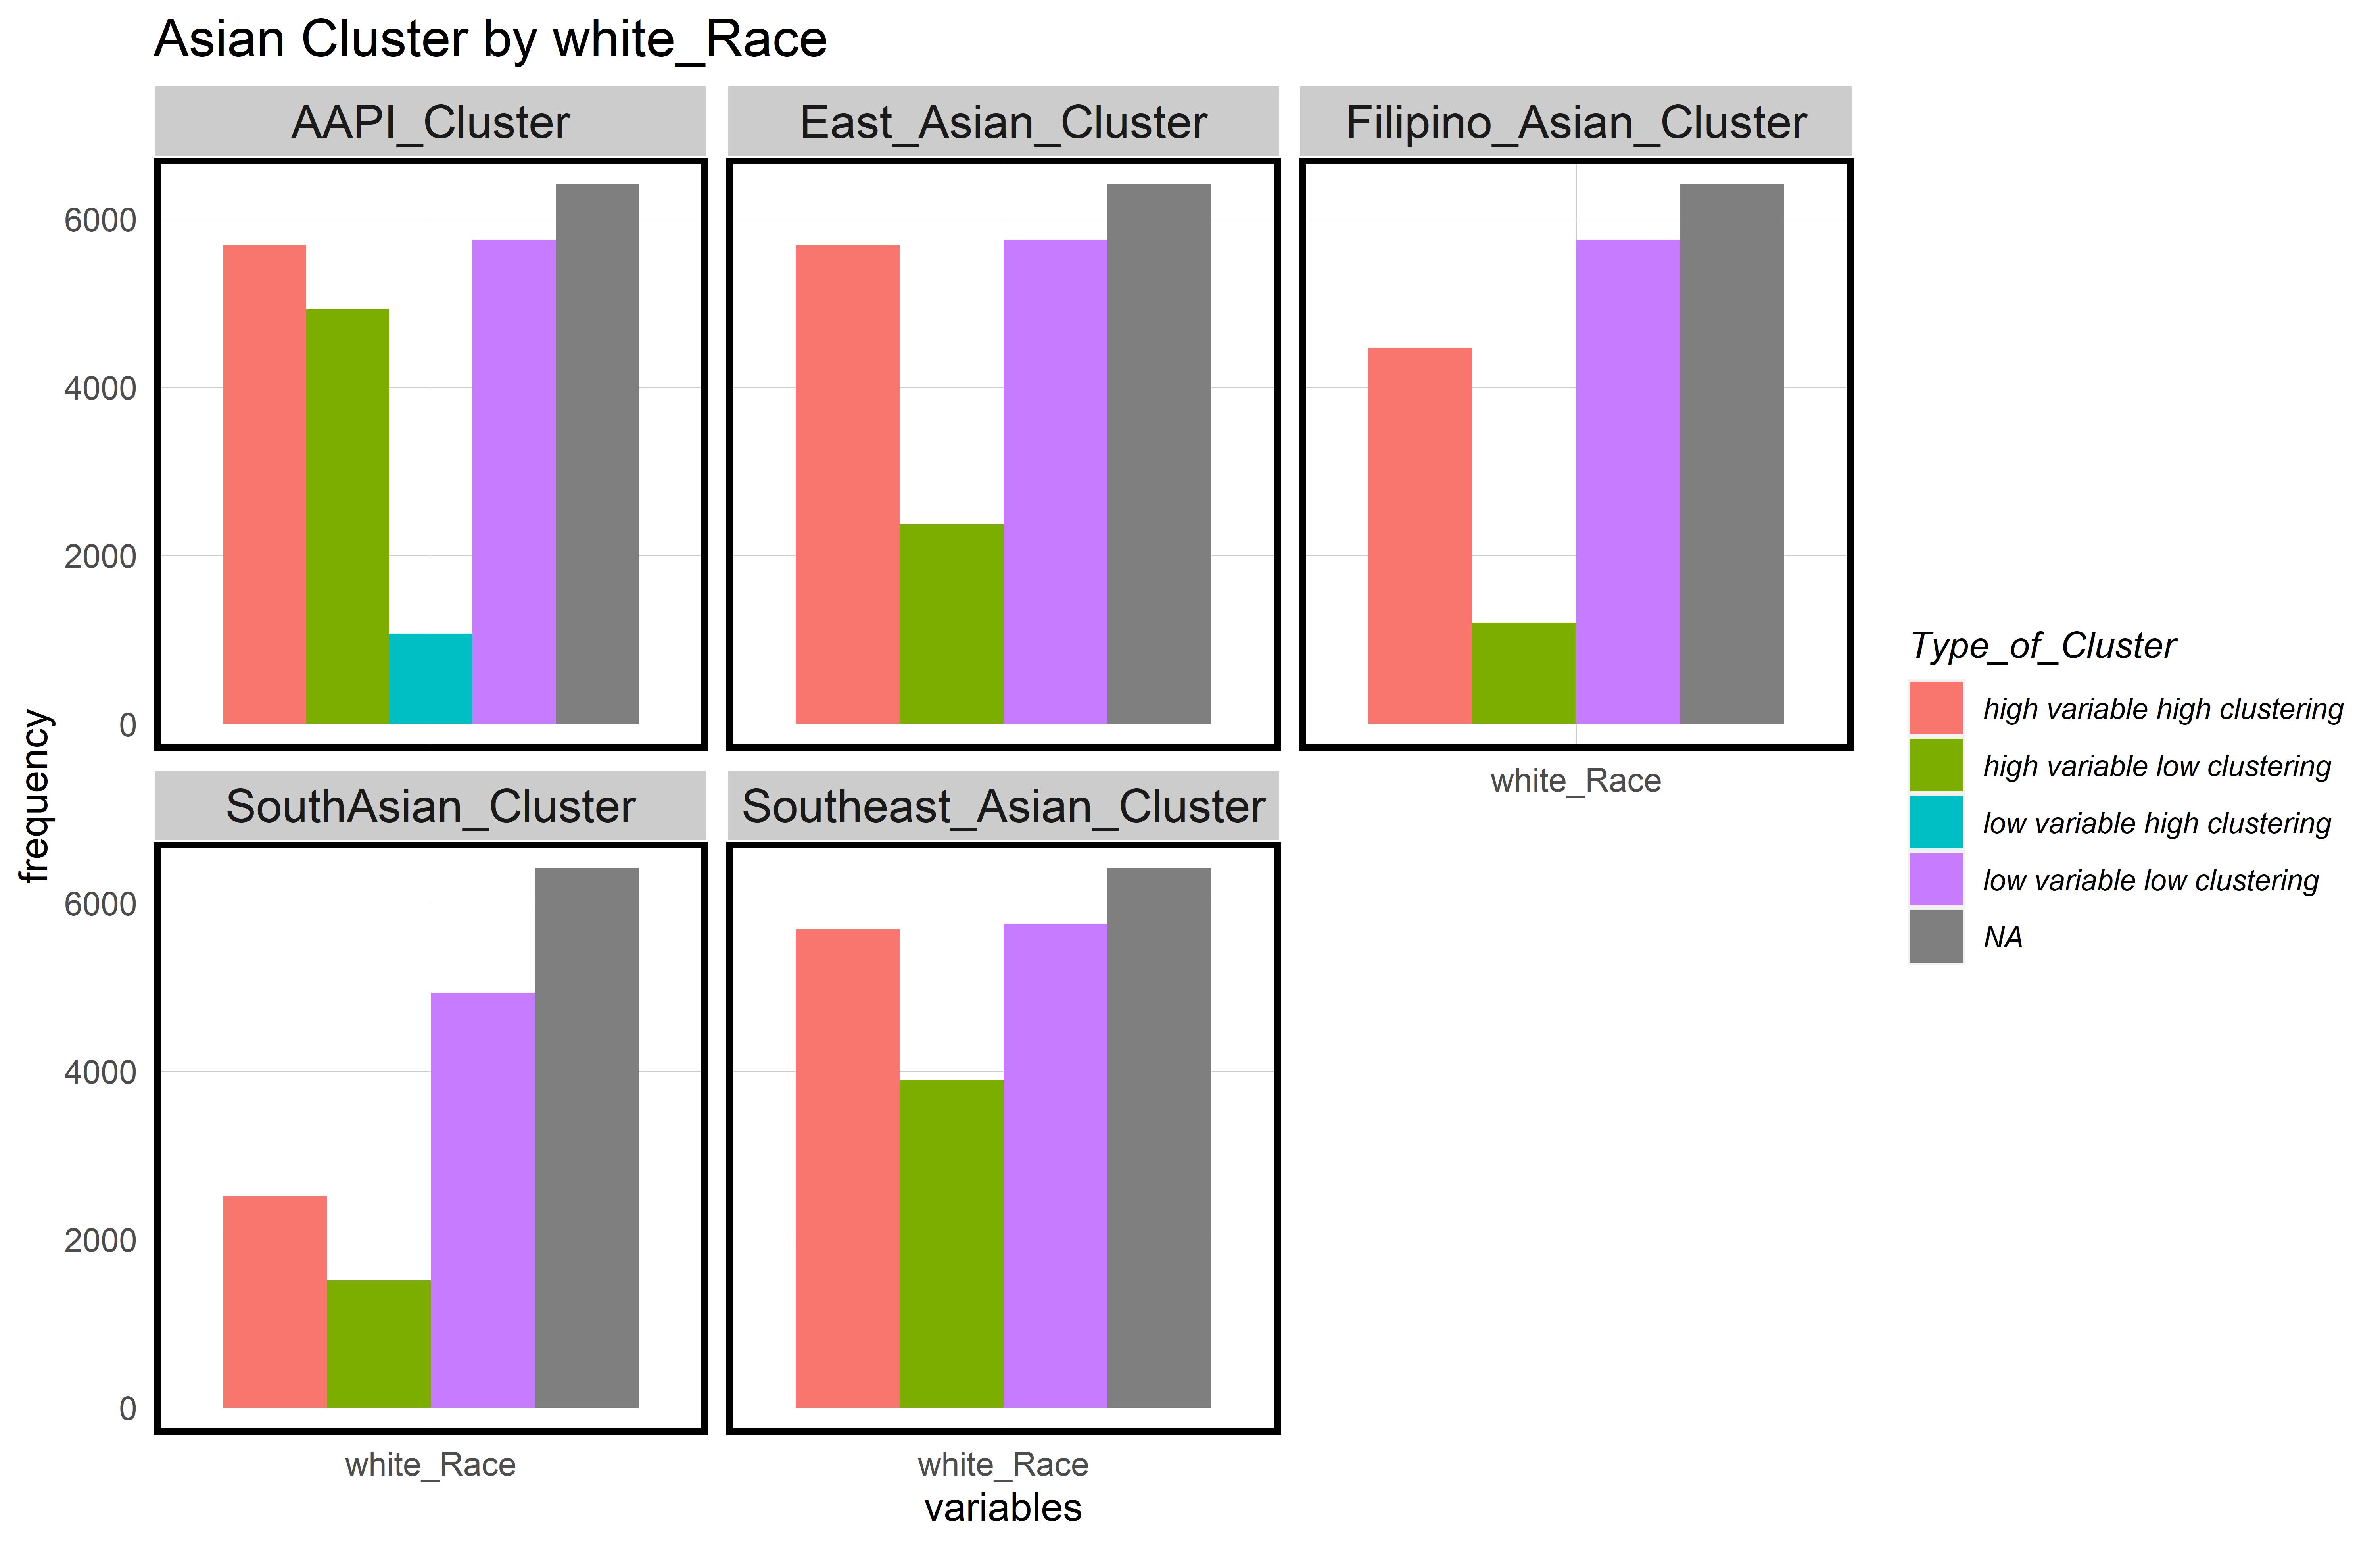 Asian Cluster by white_Race
AAPI_Cluster
East_Asian_Cluster
Filipino_Asian_Cluster
6000
4000
2000
0
white_Race
SouthAsian_Cluster
Southeast_Asian_Cluster
6000
4000
2000
0
white_Race
white_Race
variables
frequency
Type_of_Cluster
high variable high clustering
high variable low clustering
low variable high clustering
low variable low clustering
NA